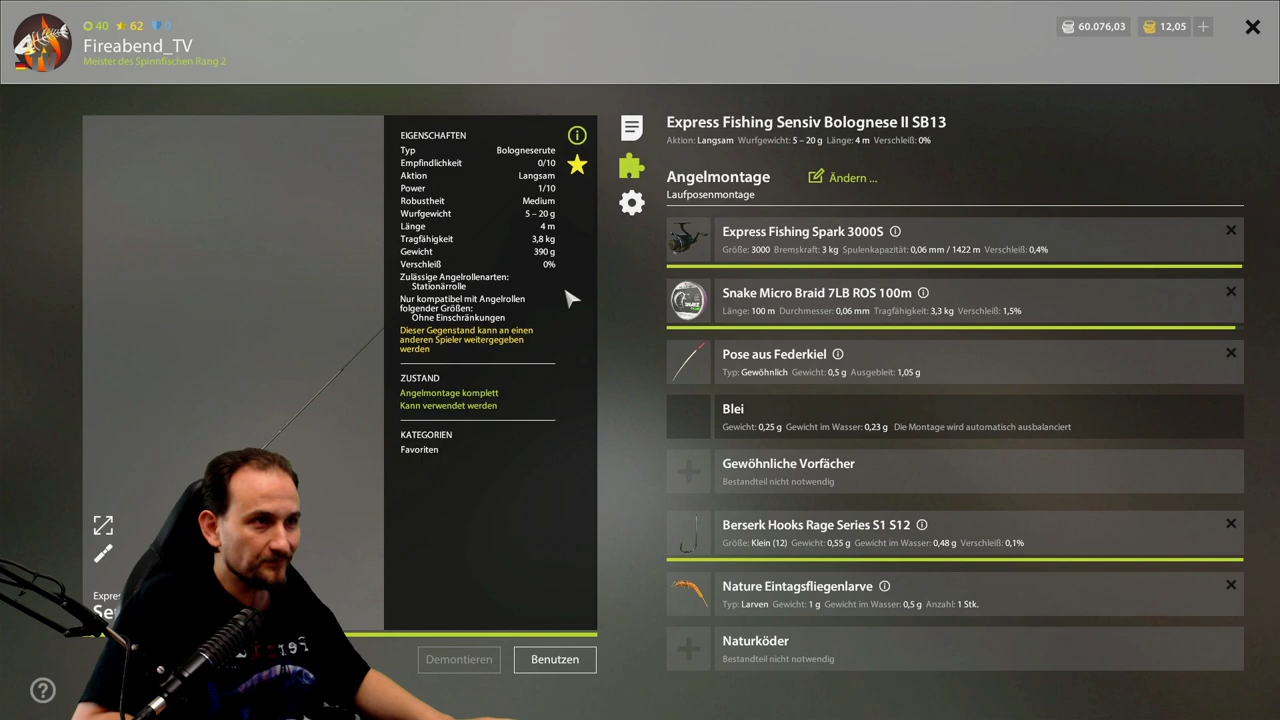 40 62 0
Fireabend_TV
Meister des Spinnfischen Rang 2
60.076,03
12,05
EIGENSCHAFTEN
Typ Bologneserute
Empfindlichkeit 0/10
Aktion Langsam
Power 1/10
Robustheit Medium
Wurfgewicht 5 – 20 g
Länge 4 m
Tragfähigkeit 3,8 kg
Gewicht 390 g
Verschleiß 0%
Zulässige Angelrollenarten:
Stationärrolle
Nur kompatibel mit Angelrollen
folgender Größen:
Ohne Einschränkungen
Dieser Gegenstand kann an einen
anderen Spieler weitergegeben
werden
ZUSTAND
Angelmontage komplett
Kann verwendet werden
KATEGORIEN
Favoriten
Expre
Se
Demontieren
Benutzen
Express Fishing Sensiv Bolognese II SB13
Aktion: Langsam Wurfgewicht: 5 – 20 g Länge: 4 m Verschleiß: 0%
Angelmontage
Ändern ...
Laufposenmontage
Express Fishing Spark 3000S
Größe: 3000 Bremskraft: 3 kg Spulenkapazität: 0,06 mm / 1422 m Verschleiß: 0,4%
Snake Micro Braid 7LB ROS 100m
Länge: 100 m Durchmesser: 0,06 mm Tragfähigkeit: 3,3 kg Verschleiß: 1,5%
Pose aus Federkiel
Typ: Gewöhnlich Gewicht: 0,5 g Ausgebleit: 1,05 g
Blei
Gewicht: 0,25 g Gewicht im Wasser: 0,23 g Die Montage wird automatisch ausbalanciert
Gewöhnliche Vorfächer
Bestandteil nicht notwendig
Berserk Hooks Rage Series S1 S12
Größe: Klein (12) Gewicht: 0,55 g Gewicht im Wasser: 0,48 g Verschleiß: 0,1%
Nature Eintagsfliegenlarve
Typ: Larven Gewicht: 1 g Gewicht im Wasser: 0,5 g Anzahl: 1 Stk.
Naturköder
Bestandteil nicht notwendig